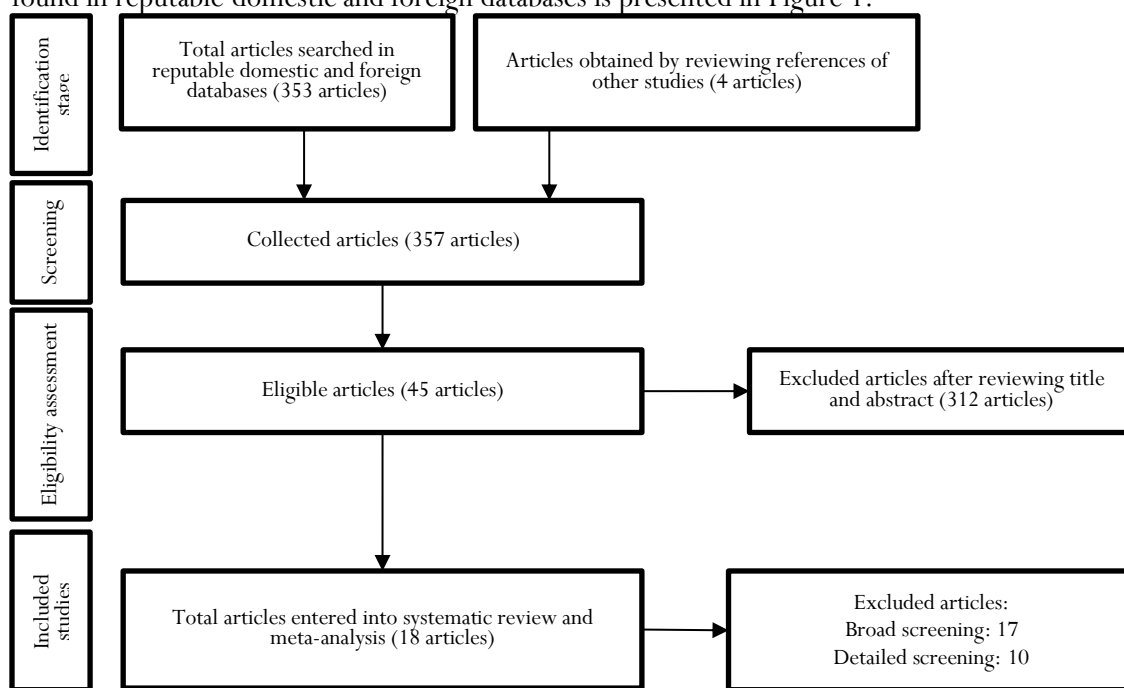 found in reputable domestic and foreign databases is presented in Figure 1.
Identification
stage
Total articles searched in
reputable domestic and foreign
databases (353 articles)
Articles obtained by reviewing references of
other studies (4 articles)
Screening
Collected articles (357 articles)
Eligibility assessment
Eligible articles (45 articles)
Excluded articles after reviewing title
and abstract (312 articles)
Included
studies
Total articles entered into systematic review and
meta-analysis (18 articles)
Excluded articles:
Broad screening: 17
Detailed screening: 10